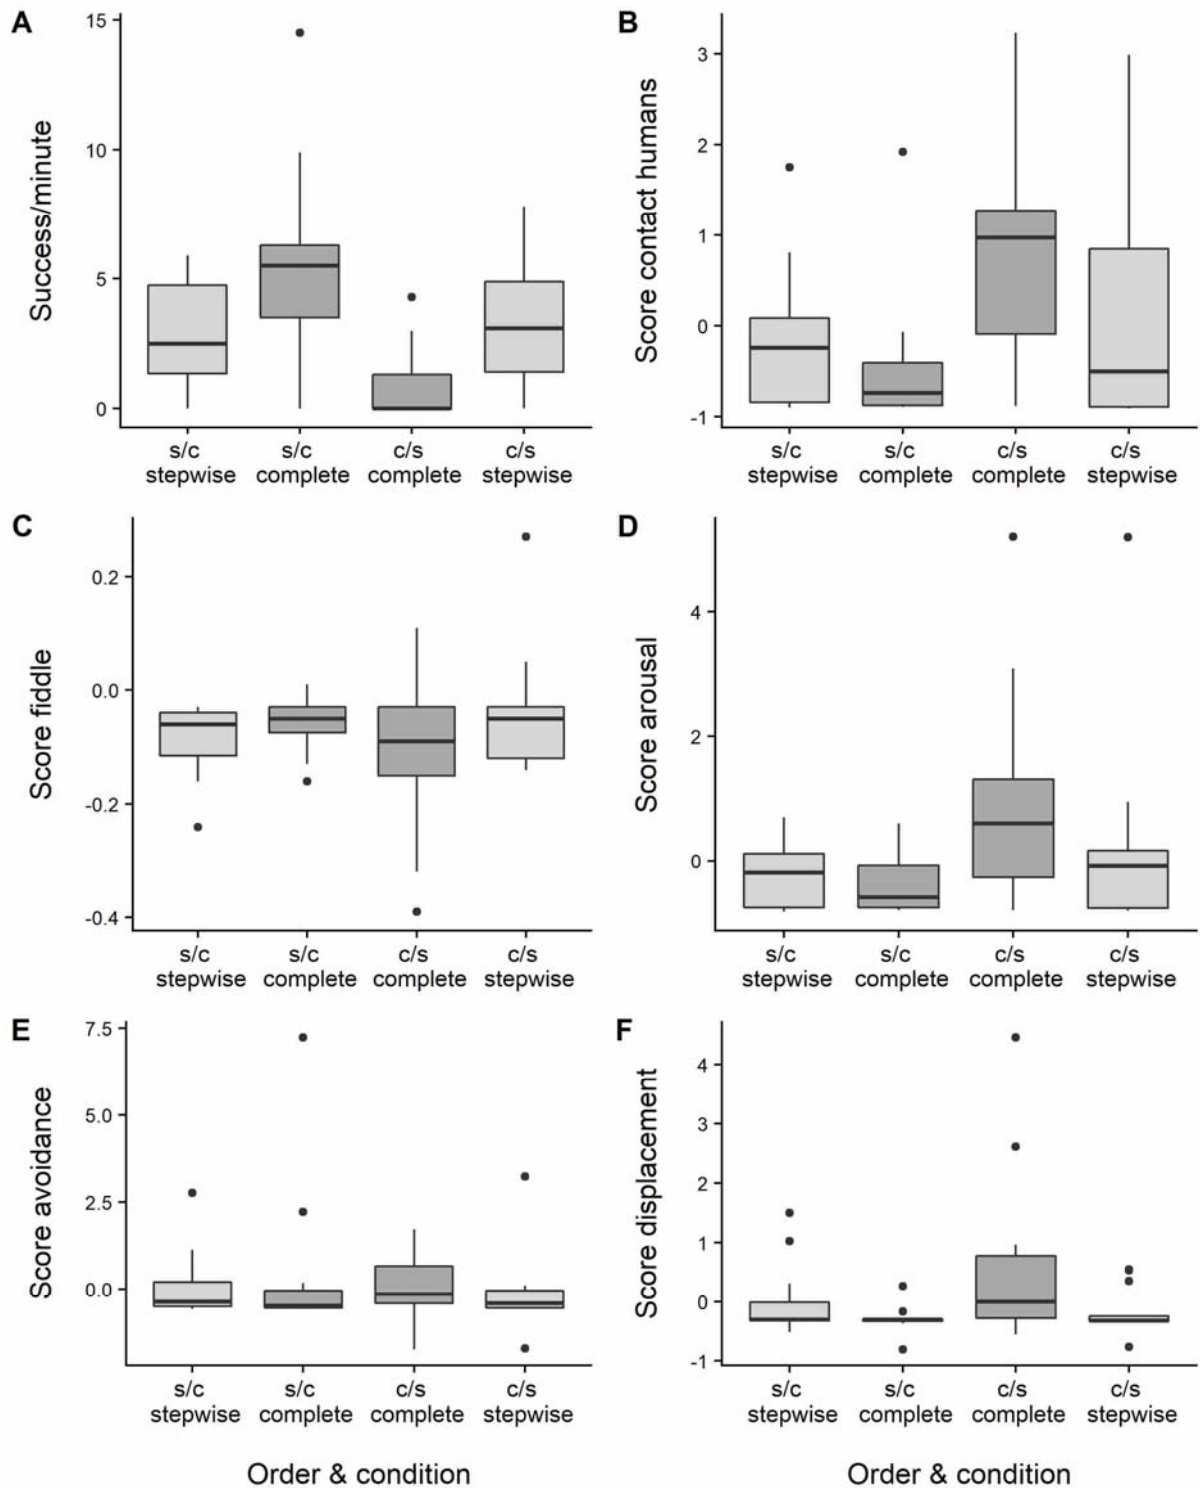 A
Success/minute
15
10
5
0
s/c s/c c/s c/s
stepwise complete complete stepwise
B
Score contact humans
3
2
1
0
-1
s/c s/c c/s c/s
stepwise complete complete stepwise
C
Score fiddle
0.2
0.0
-0.2
-0.4
s/c s/c c/s c/s
stepwise complete complete stepwise
D
Score arousal
4
2
0
s/c s/c c/s c/s
stepwise complete complete stepwise
E
Score avoidance
7.5
5.0
2.5
0.0
s/c s/c c/s c/s
stepwise complete complete stepwise
Order & condition
F
Score displacement
4
3
2
1
0
-1
s/c s/c c/s c/s
stepwise complete complete stepwise
Order & condition